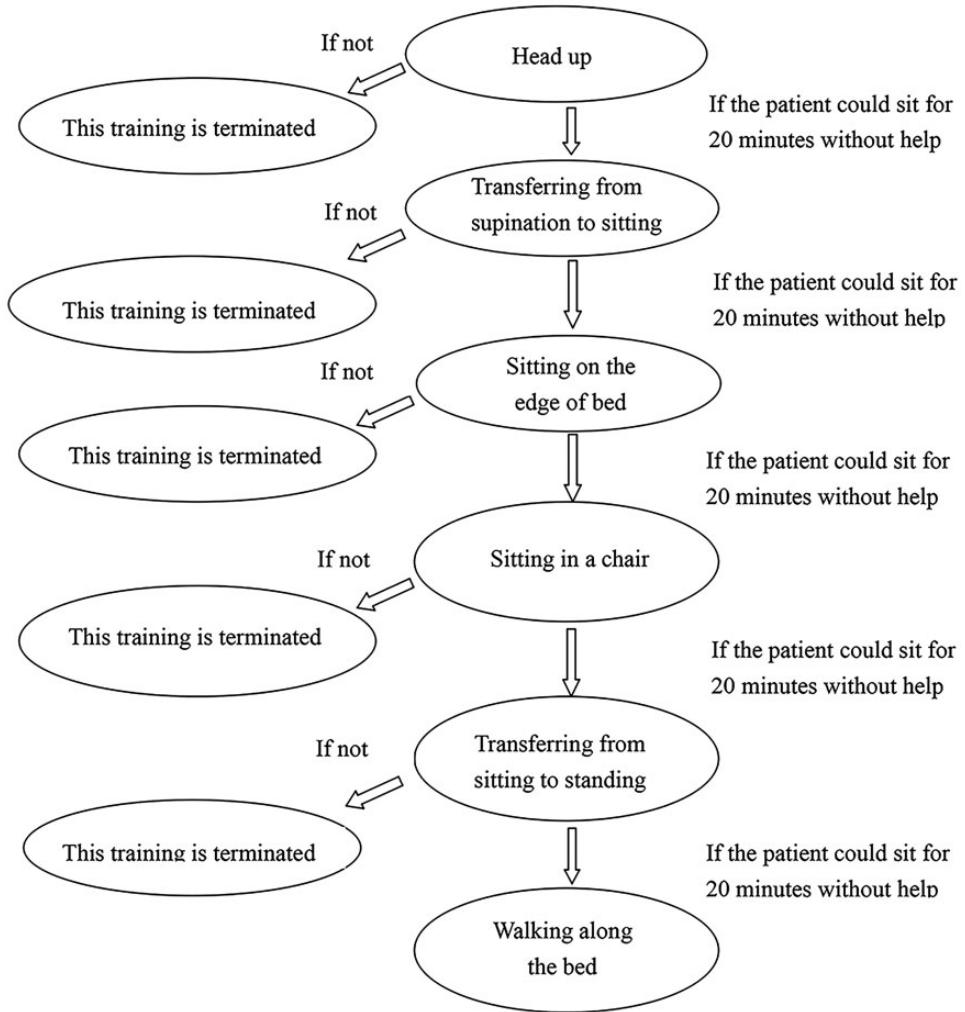 If not
Head up
This training is terminated
If the patient could sit for
20 minutes without help
If not
Transferring from
supination to sitting
This training is terminated
If the patient could sit for
20 minutes without help
If not
Sitting on the
edge of bed
This training is terminated
If the patient could sit for
20 minutes without help
If not
Sitting in a chair
This training is terminated
If the patient could sit for
20 minutes without help
If not
Transferring from
sitting to standing
This training is terminated
If the patient could sit for
20 minutes without help
Walking along
the bed